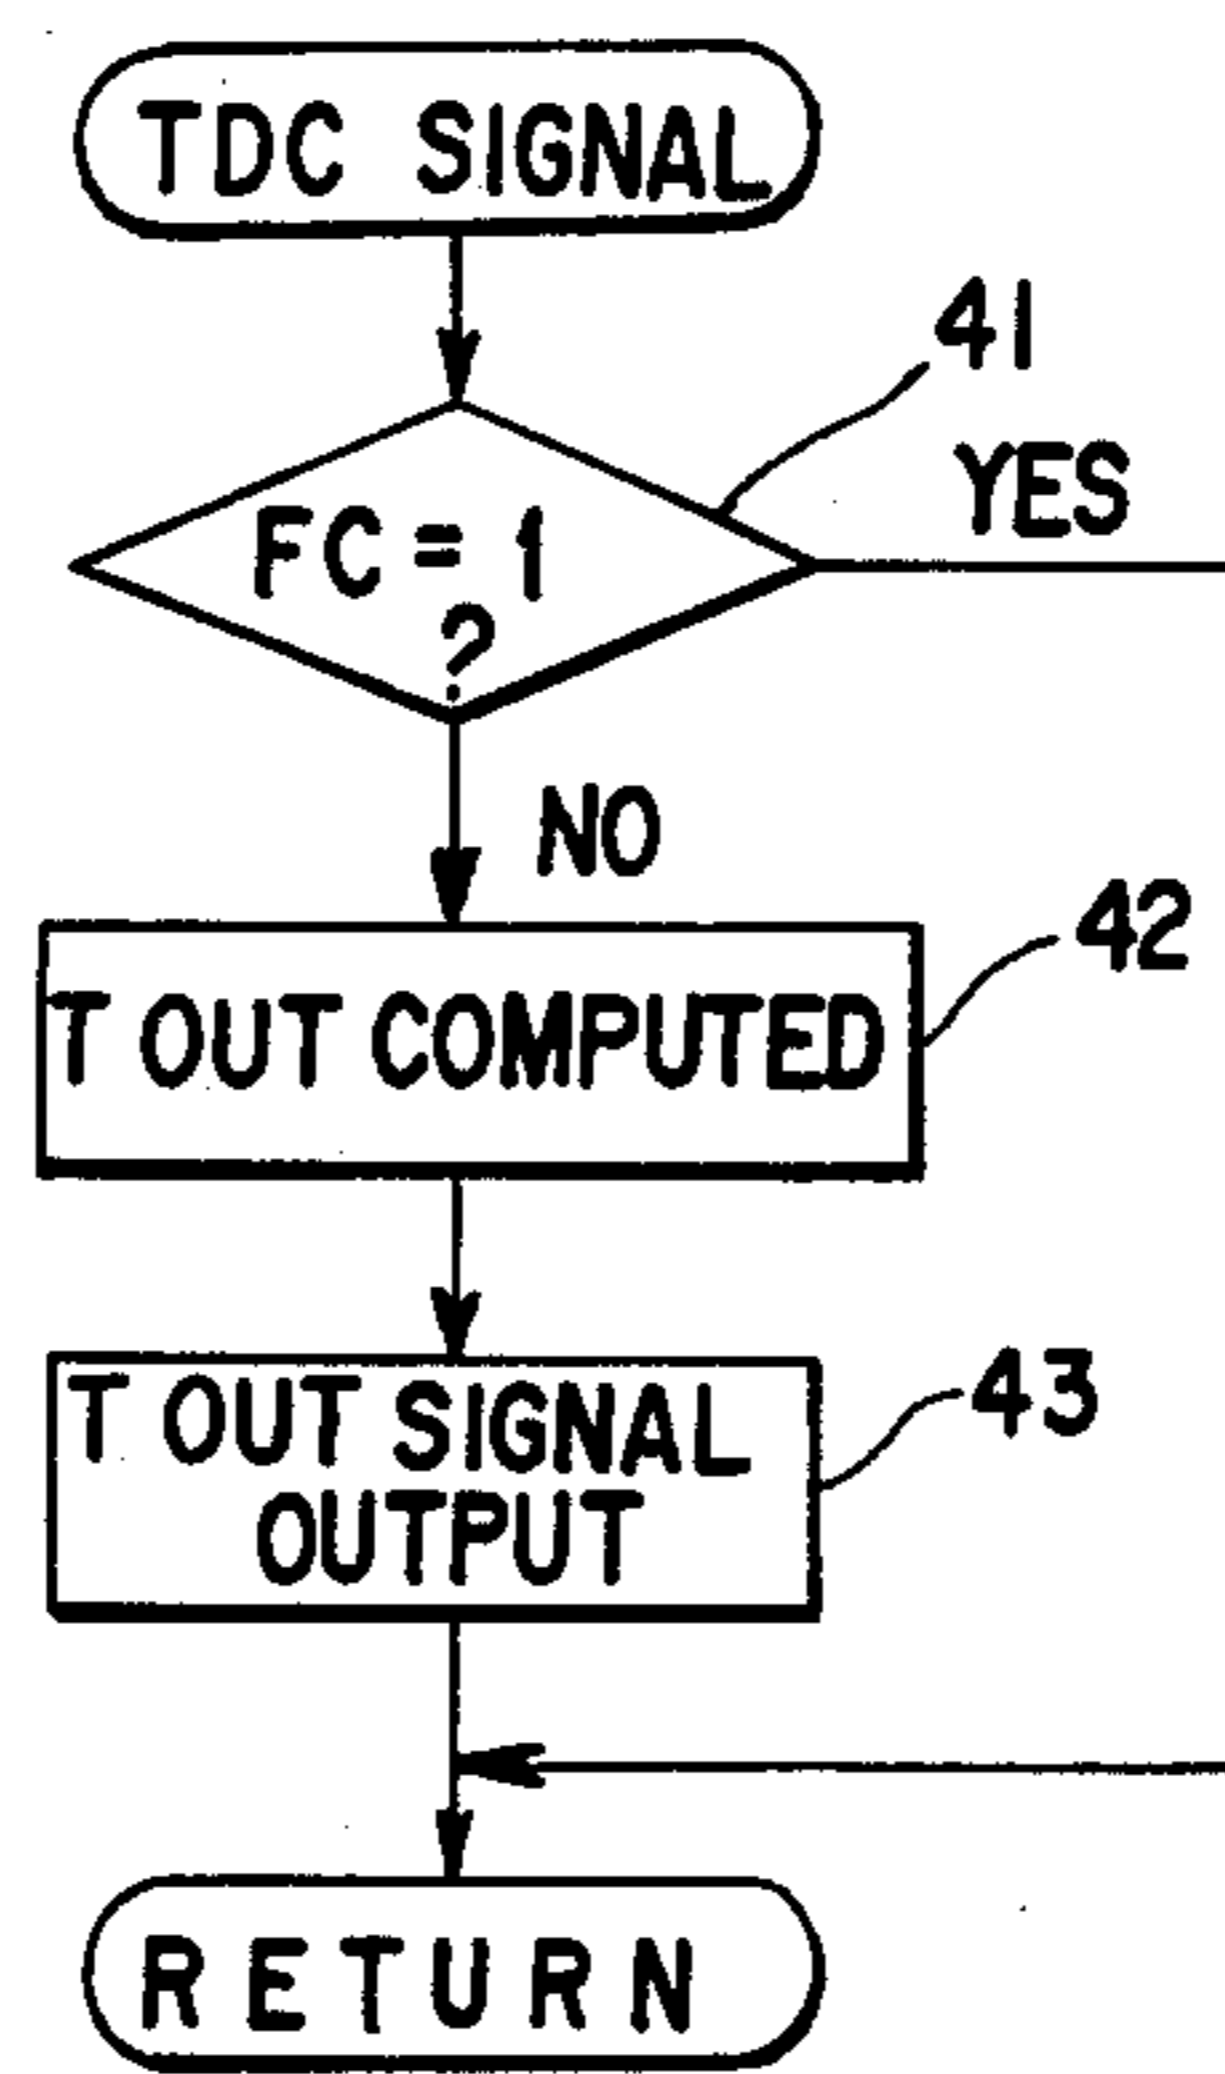 TDC SIGNAL
41
YES
FC = 1
?
NO
42
T OUT COMPUTED
43
T OUT SIGNAL
OUTPUT
RETURN